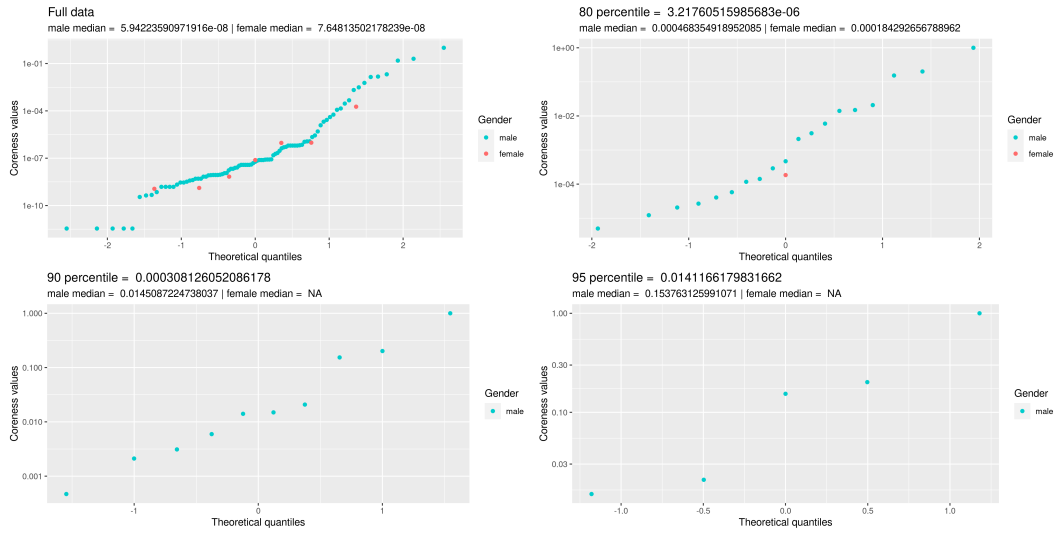 Full data
male median = 5.94223590971916e-08 | female median = 7.64813502178239e-08
1e-01
1e-04
1e-07
1e-10
Coreness values
-2
-1
0
1
2
Theoretical quantiles
Gender
male
female
80 percentile = 3.21760515985683e-06
male median = 0.000468354918952085 | female median = 0.000184292656788962
1e+00
1e-02
1e-04
Coreness values
-2
-1
0
1
2
Theoretical quantiles
Gender
male
female
90 percentile = 0.000308126052086178
male median = 0.0145087224738037 | female median = NA
1.000
0.100
0.010
0.001
Coreness values
-1
0
1
Theoretical quantiles
Gender
male
95 percentile = 0.0141166179831662
male median = 0.153763125991071 | female median = NA
1.00
0.30
0.10
0.03
Coreness values
-1.0
-0.5
0.0
0.5
1.0
Theoretical quantiles
Gender
male